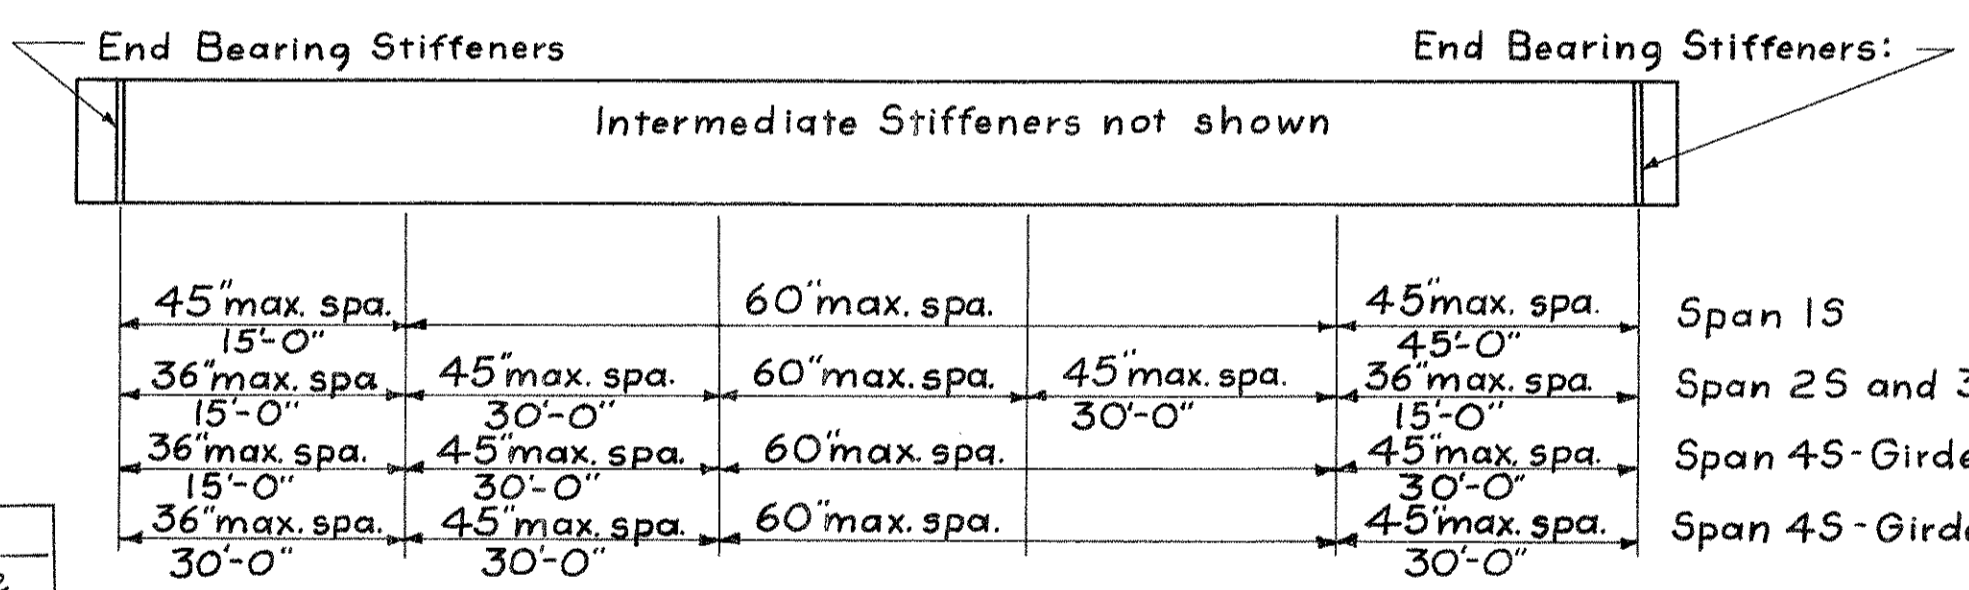 End Bearing Stiffeners
End Bearing Stiffeners:
Intermediate Stiffeners not shown
45"max. spa. 60"max. spa. 45"max. spa. Span 1S
15'-0" 45'-0"
36"max. spa 45"max. spa. 60"max. spa. 45"max. spa. 36"max. spa. Span 2S and 3
15'-0" 30'-0" 30'-0" 15'-0"
36"max. spa. 45"max. spa. 60"max. spa. 45"max. spa. Span 4S-Girde
15'-0" 30'-0" 30'-0"
36"max. spa. 45"max. spa. 60"max. spa. 45"max. spa. Span 4S-Girde
30'-0" 30'-0" 30'-0"